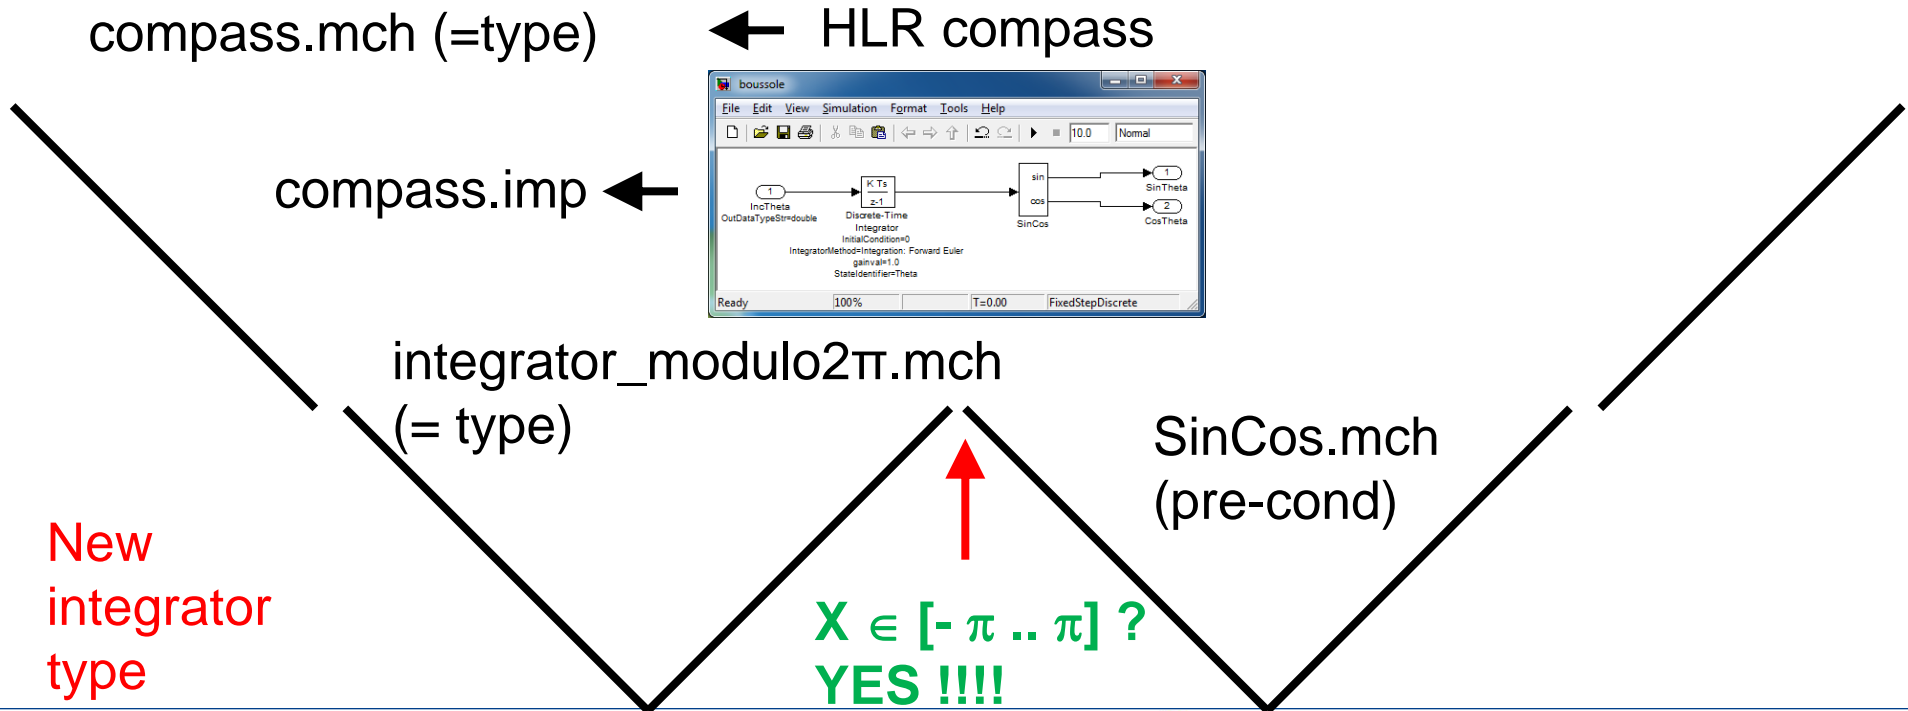 compass.mch (=type)
HLR compass
boussole
File Edit View Simulation Format Tools Help
10.0 Normal
compass.imp
1
IncTheta
OutDataTypeStr=double
K Ts
z-1
Discrete-Time
Integrator
InitialCondition=0
IntegratorMethod=Integration: Forward Euler
gainval=1.0
StateIdentifier=Theta
sin
cos
SinCos
1
SinTheta
2
CosTheta
Ready 100% T=0.00 FixedStepDiscrete
integrator_modulo2π.mch
(= type)
SinCos.mch
(pre-cond)
New
integrator
type
X ∈ [- π .. π] ?
YES !!!!